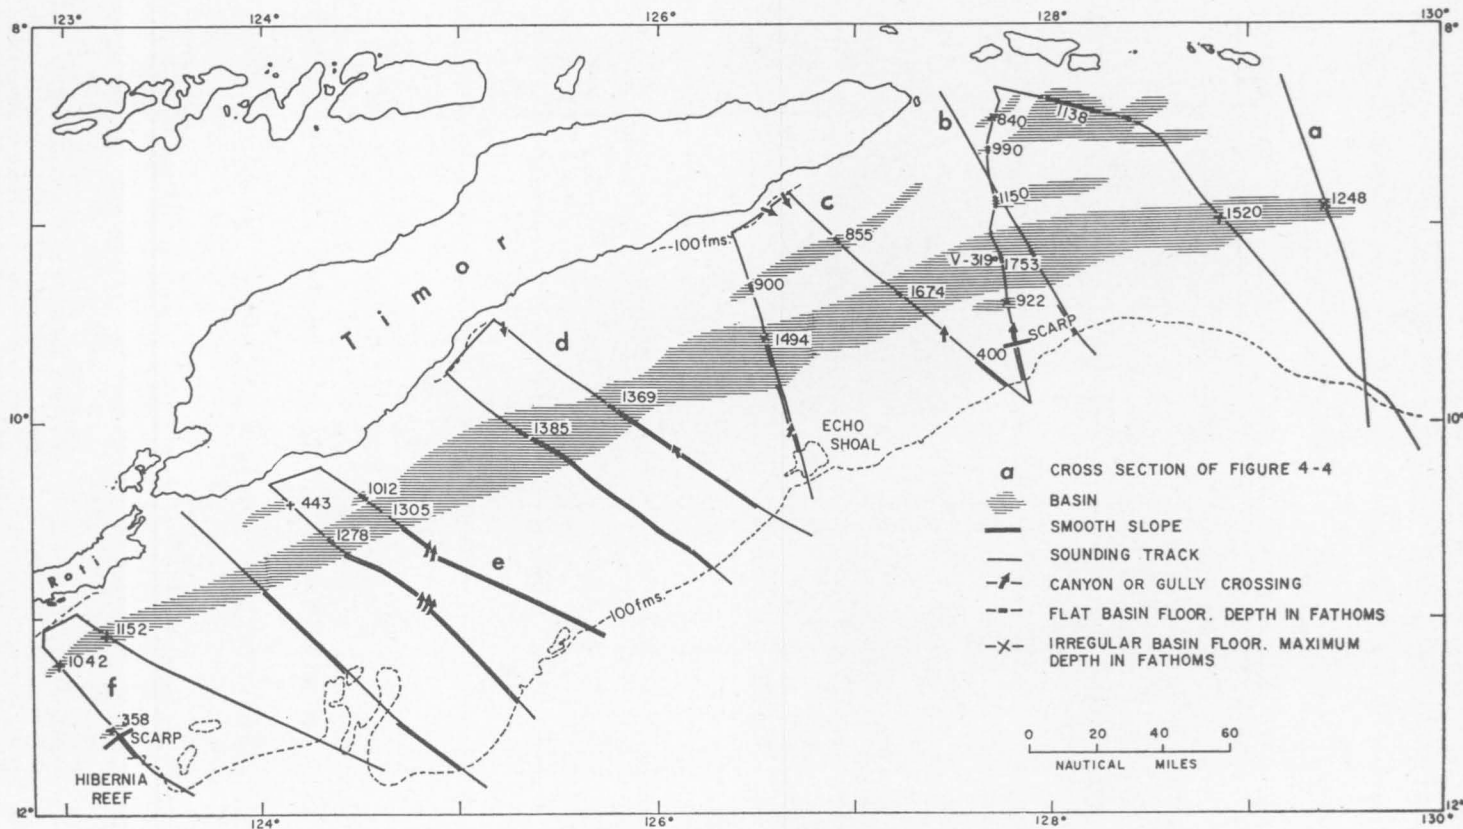 123° 124° 126° 128° 130°
8° 8°
b a
840 1138
990
1150 1248
c 1520
100 fms.
855
V-319 1753
900 1674 922
SCARP
1494 400
Timor
d
1369
10° 10°
1385
ECHO
SHOAL
443 1012
1305
1278
e
Roti
100 fms.
1152
1042
f
358
SCARP
HIBERNIA
REEF
a CROSS SECTION OF FIGURE 4-4
BASIN
SMOOTH SLOPE
SOUNDING TRACK
CANYON OR GULLY CROSSING
FLAT BASIN FLOOR. DEPTH IN FATHOMS
IRREGULAR BASIN FLOOR. MAXIMUM
DEPTH IN FATHOMS
0 20 40 60
NAUTICAL MILES
12° 12°
124° 126° 128° 130°